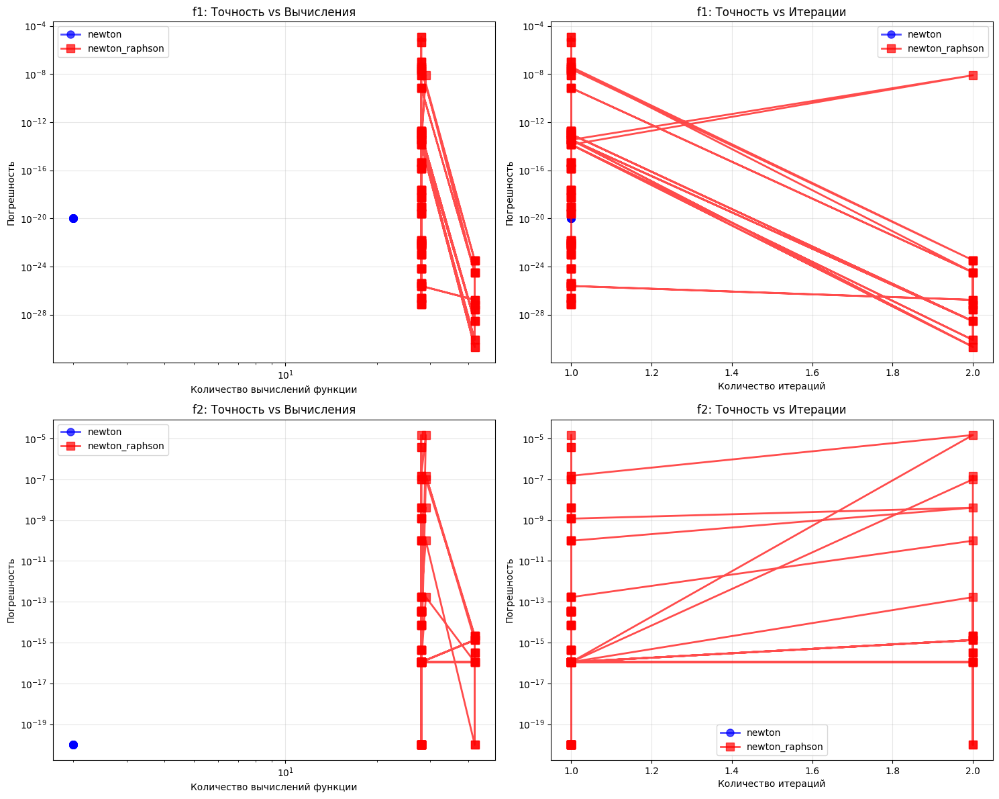 f1: Точность vs Вычисления
newton
newton_raphson
Погрешность
10⁻⁴
10⁻⁸
10⁻¹²
10⁻¹⁶
10⁻²⁰
10⁻²⁴
10⁻²⁸
10¹
Количество вычислений функции
f1: Точность vs Итерации
newton
newton_raphson
Погрешность
10⁻⁴
10⁻⁸
10⁻¹²
10⁻¹⁶
10⁻²⁰
10⁻²⁴
10⁻²⁸
1.0 1.2 1.4 1.6 1.8 2.0
Количество итераций
f2: Точность vs Вычисления
newton
newton_raphson
Погрешность
10⁻⁵
10⁻⁷
10⁻⁹
10⁻¹¹
10⁻¹³
10⁻¹⁵
10⁻¹⁷
10⁻¹⁹
10¹
Количество вычислений функции
f2: Точность vs Итерации
Погрешность
10⁻⁵
10⁻⁷
10⁻⁹
10⁻¹¹
10⁻¹³
10⁻¹⁵
10⁻¹⁷
10⁻¹⁹
newton
newton_raphson
1.0 1.2 1.4 1.6 1.8 2.0
Количество итераций